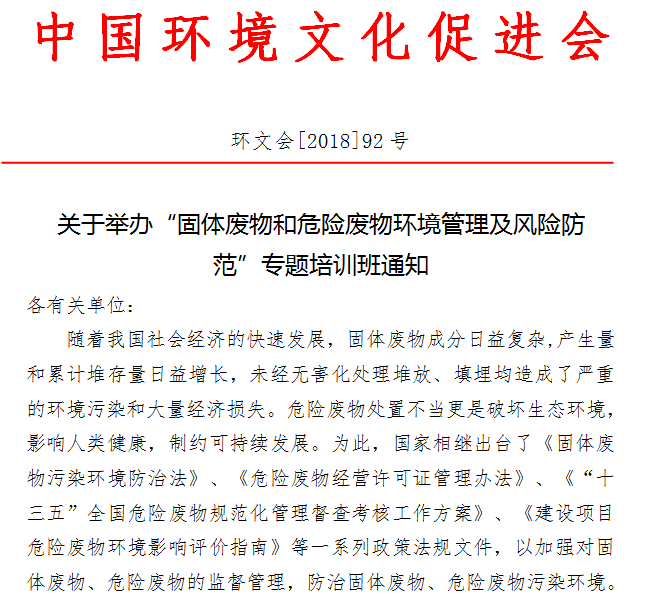 中国环境文化促进会
环文会[2018]92号
关于举办“固体废物和危险废物环境管理及风险防
范”专题培训班通知
各有关单位：
随着我国社会经济的快速发展，固体废物成分日益复杂,产生量
和累计堆存量日益增长，未经无害化处理堆放、填埋均造成了严重
的环境污染和大量经济损失。危险废物处置不当更是破坏生态环境，
影响人类健康，制约可持续发展。为此，国家相继出台了《固体废
物污染环境防治法》、《危险废物经营许可证管理办法》、《“十
三五”全国危险废物规范化管理督查考核工作方案》、《建设项目
危险废物环境影响评价指南》等一系列政策法规文件，以加强对固
体废物、危险废物的监督管理，防治固体废物、危险废物污染环境。